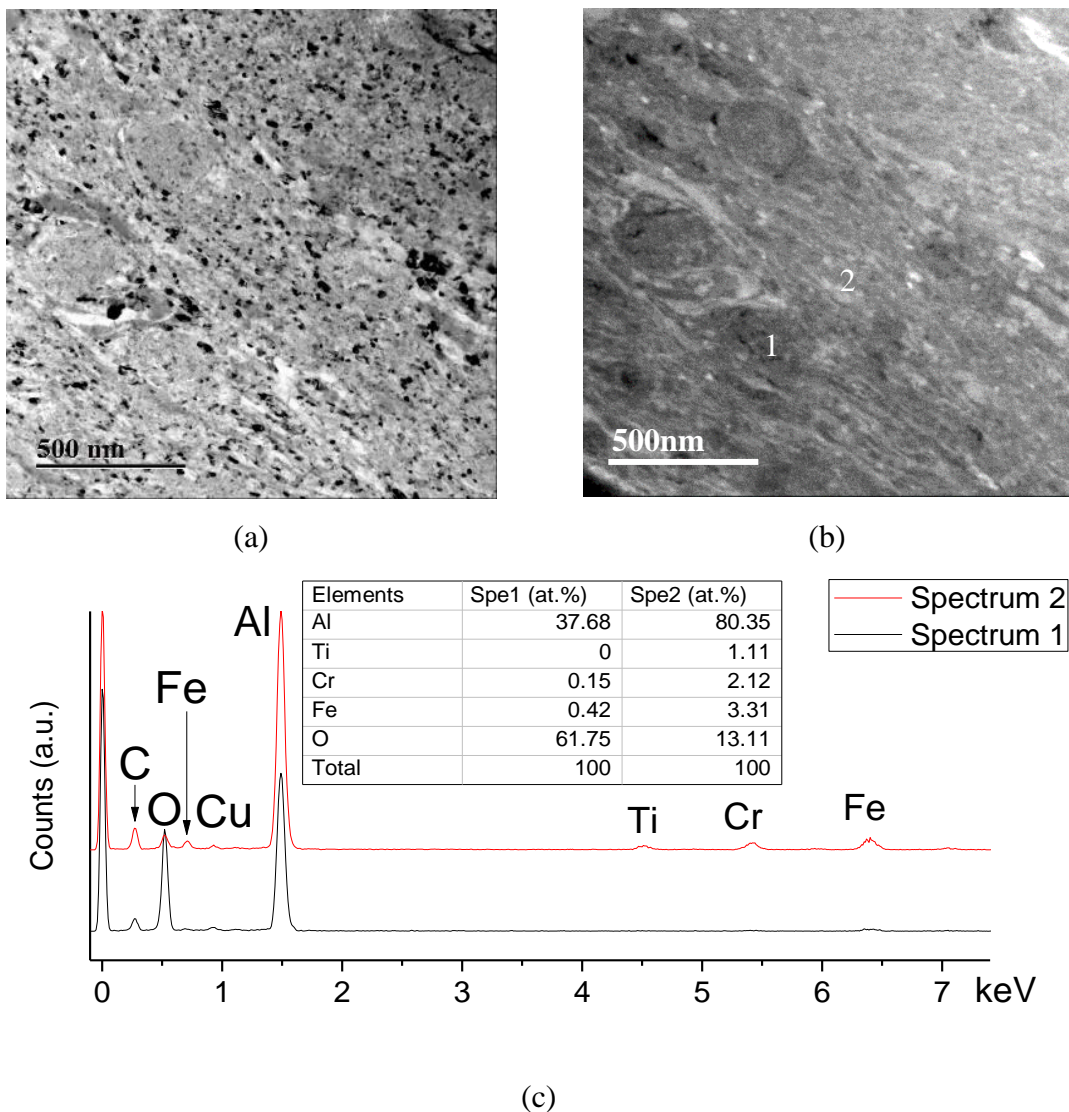 500 nm
2
1
500nm
(a)
(b)
Elements Spe1 (at.%) Spe2 (at.%)
Al 37.68 80.35
Ti 0 1.11
Cr 0.15 2.12
Fe 0.42 3.31
O 61.75 13.11
Total 100 100
Spectrum 2
Spectrum 1
Al
Fe
C
O
Cu
Ti
Cr
Fe
Counts (a.u.)
0 1 2 3 4 5 6 7 keV
(c)